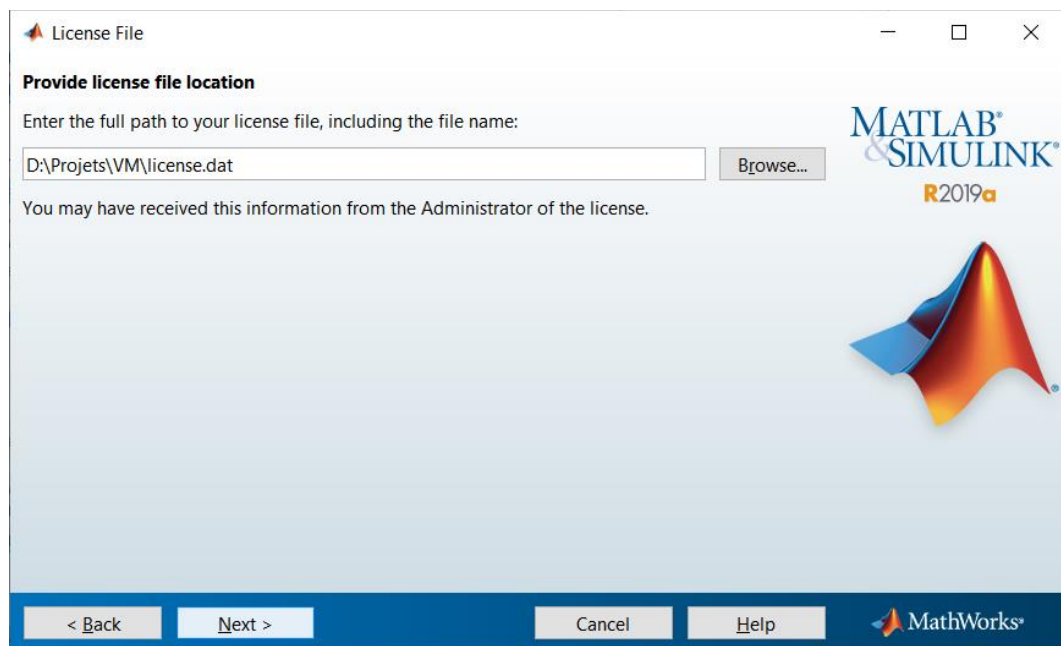 License File
Provide license file location
Enter the full path to your license file, including the file name:
D:\Projets\VM\license.dat
Browse...
You may have received this information from the Administrator of the license.
MATLAB®
&SIMULINK®
R2019a
®
< Back
Next >
Cancel
Help
MathWorks®